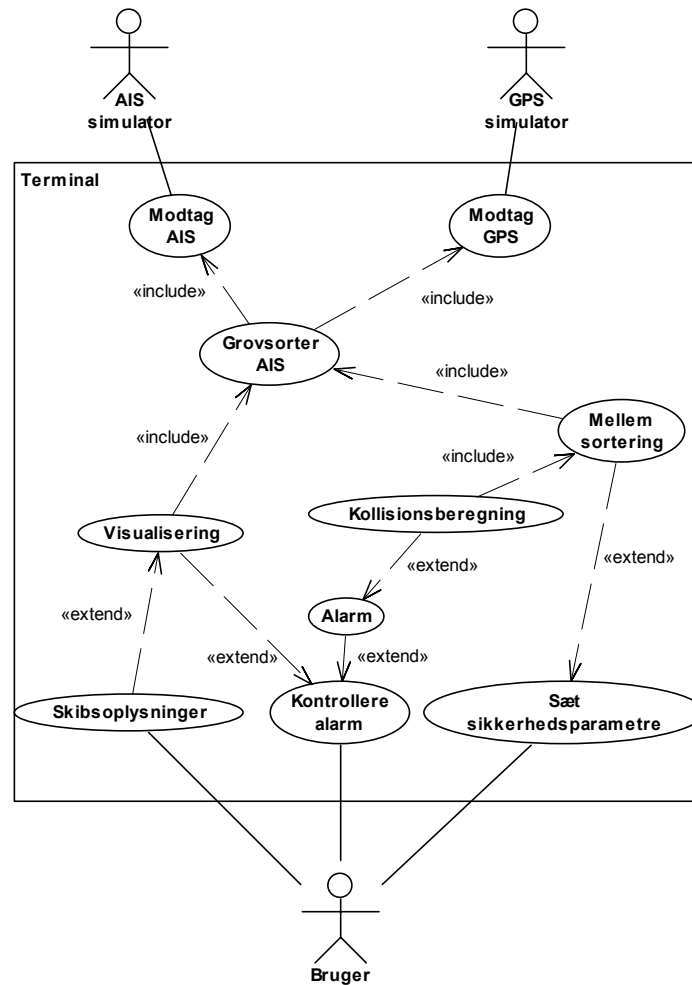 AIS
simulator
GPS
simulator
Terminal
Modtag
AIS
Modtag
GPS
«include»
«include»
Grovsorter
AIS
«include»
Mellem
sortering
«include»
«include»
Kollisionsberegning
Visualisering
«extend»
«extend»
«extend»
Alarm
«extend»
«extend»
Skibsoplysninger
Kontrollere
alarm
Sæt
sikkerhedsparametre
Bruger